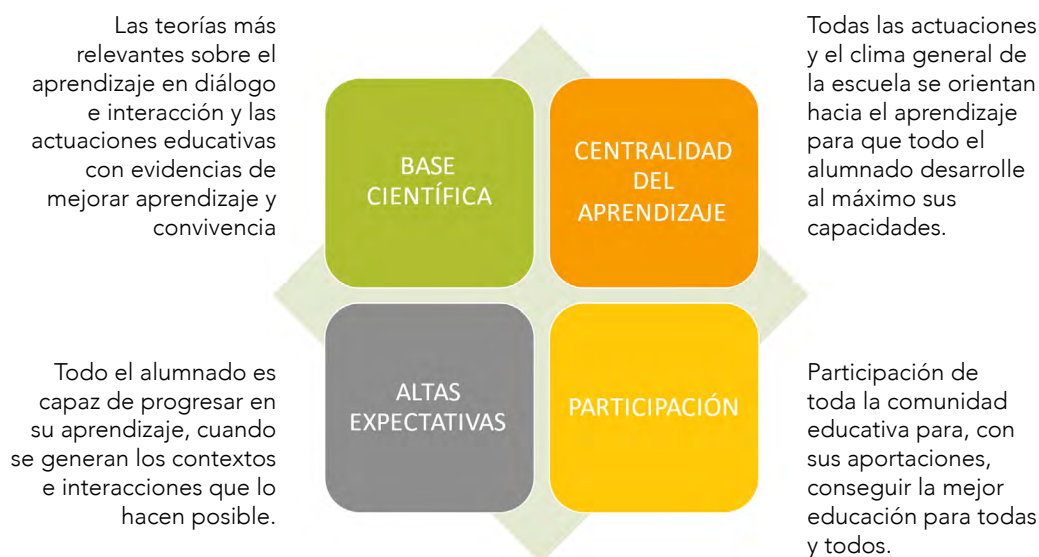 Las teorías más
relevantes sobre el
aprendizaje en diálogo
e interacción y las
actuaciones educativas
con evidencias de
mejorar aprendizaje y
convivencia
BASE
CIENTÍFICA
CENTRALIDAD
DEL
APRENDIZAJE
Todas las actuaciones
y el clima general de
la escuela se orientan
hacia el aprendizaje
para que todo el
alumnado desarrolle
al máximo sus
capacidades.
Todo el alumnado es
capaz de progresar en
su aprendizaje, cuando
se generan los contextos
e interacciones que lo
hacen posible.
ALTAS
EXPECTATIVAS
PARTICIPACIÓN
Participación de
toda la comunidad
educativa para, con
sus aportaciones,
conseguir la mejor
educación para todas
y todos.